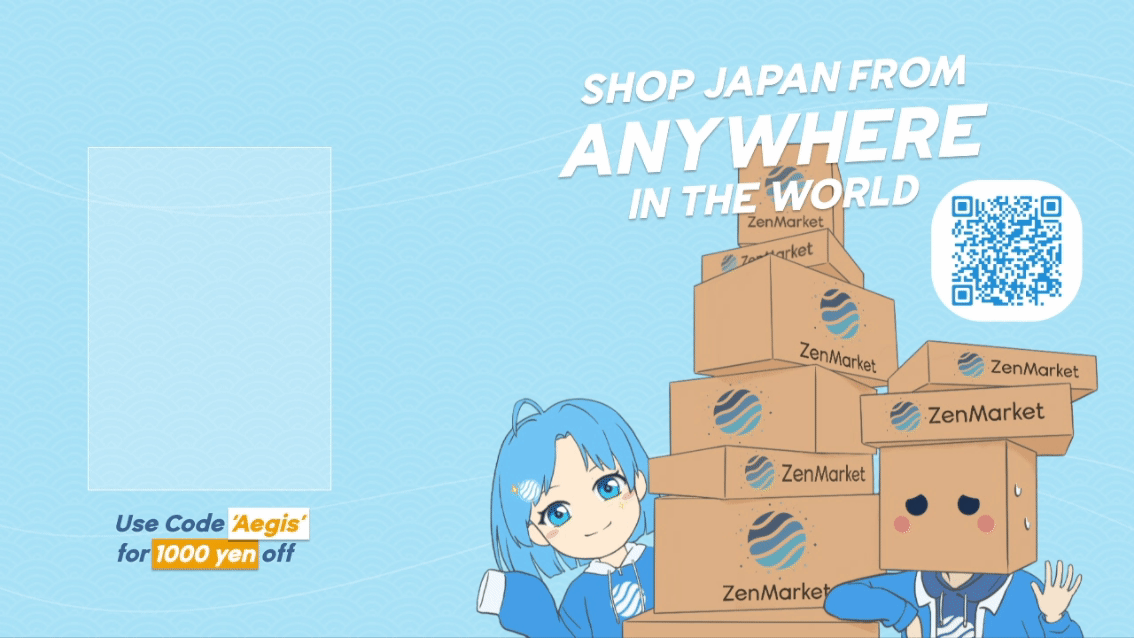 SHOP JAPAN FROM
ANYWHERE
IN THE WORLD
ZenMarket
ZenMarket
ZenMarket
ZenMarket
ZenMarket
ZenMarket
ZenMarket
Use Code 'Aegis'
for 1000 yen off